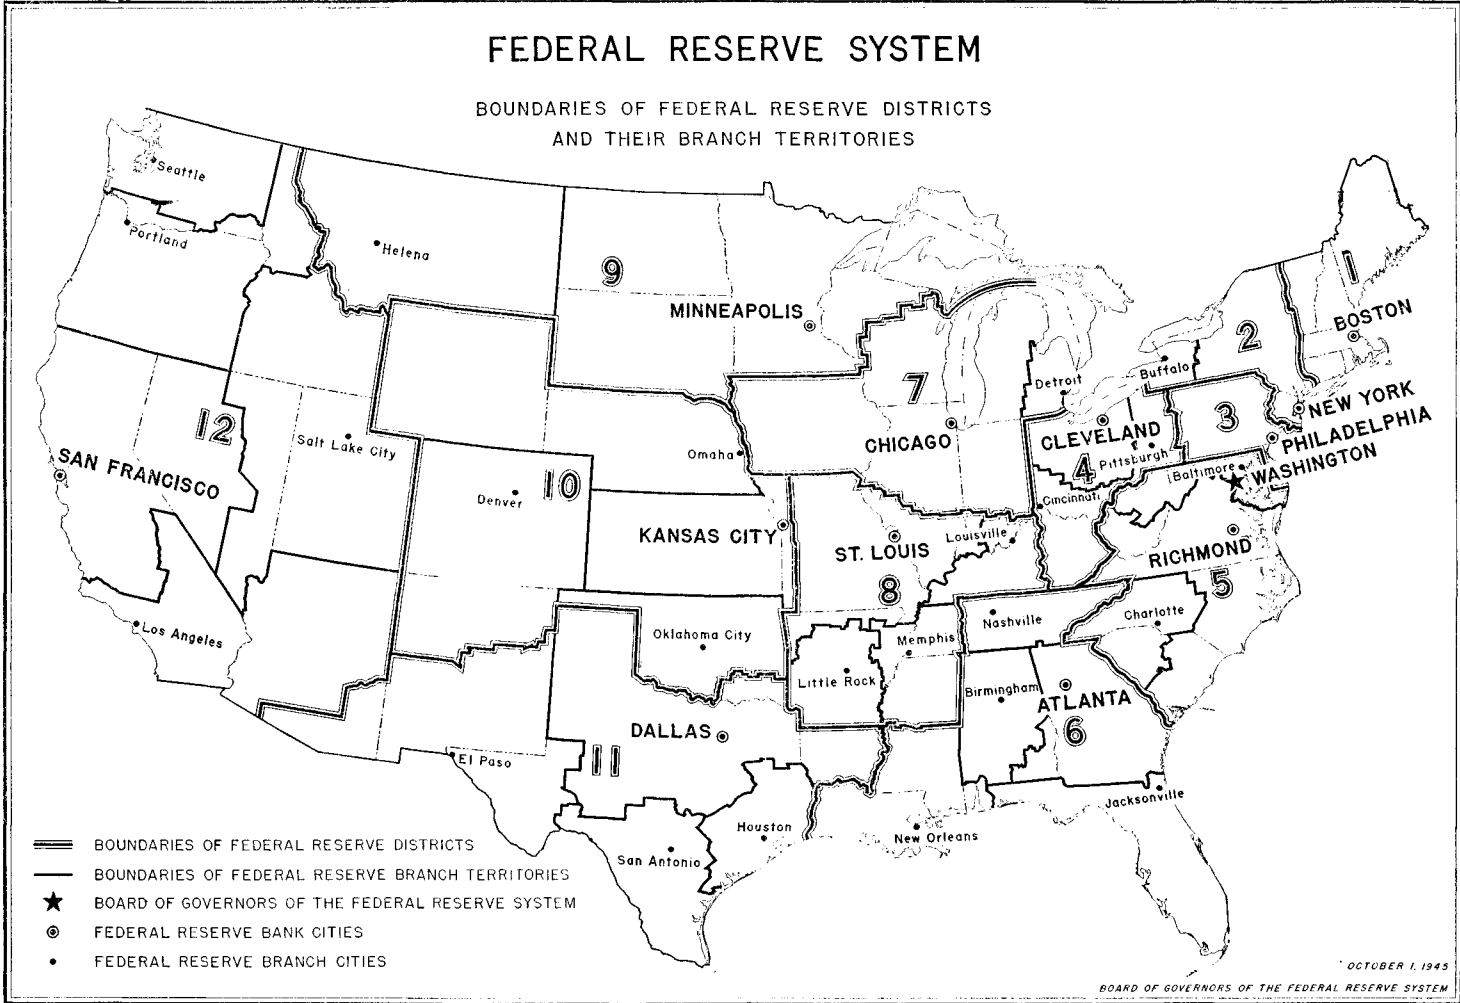 FEDERAL RESERVE SYSTEM
BOUNDARIES OF FEDERAL RESERVE DISTRICTS
AND THEIR BRANCH TERRITORIES
Seattle
Portland
Helena
9
MINNEAPOLIS
1
BOSTON
2
Buffalo
NEW YORK
3
PHILADELPHIA
WASHINGTON
Baltimore
7
Detroit
CHICAGO
CLEVELAND
4
Pittsburgh
Cincinnati
12
SAN FRANCISCO
Salt Lake City
Omaha
Denver
10
KANSAS CITY
ST. LOUIS
8
Louisville
RICHMOND
5
Los Angeles
Oklahoma City
Memphis
Nashville
Charlotte
Little Rock
Birmingham
ATLANTA
6
DALLAS
11
El Paso
Houston
San Antonio
New Orleans
Jacksonville
BOUNDARIES OF FEDERAL RESERVE DISTRICTS
BOUNDARIES OF FEDERAL RESERVE BRANCH TERRITORIES
BOARD OF GOVERNORS OF THE FEDERAL RESERVE SYSTEM
FEDERAL RESERVE BANK CITIES
FEDERAL RESERVE BRANCH CITIES
OCTOBER 1, 1945
BOARD OF GOVERNORS OF THE FEDERAL RESERVE SYSTEM